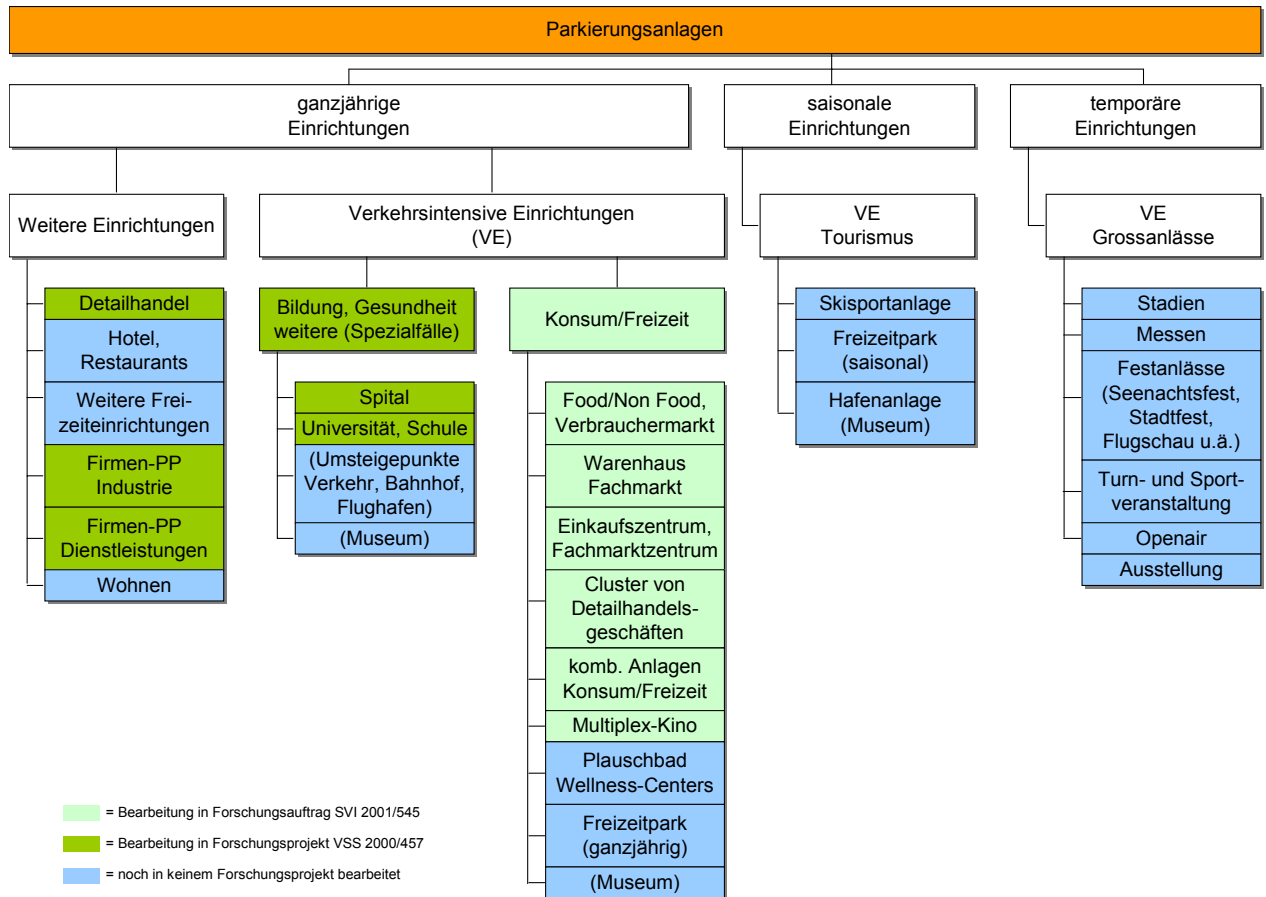 Parkierungsanlagen
ganzjährige
Einrichtungen
saisonale
Einrichtungen
temporäre
Einrichtungen
Weitere Einrichtungen
Verkehrsintensive Einrichtungen
(VE)
VE
Tourismus
VE
Grossanlässe
Detailhandel
Hotel,
Restaurants
Weitere Frei-
zeiteinrichtungen
Firmen-PP
Industrie
Firmen-PP
Dienstleistungen
Wohnen
Bildung, Gesundheit
weitere (Spezialfälle)
Spital
Universität, Schule
(Umsteigepunkte
Verkehr, Bahnhof,
Flughafen)
(Museum)
Konsum/Freizeit
Food/Non Food,
Verbrauchermarkt
Warenhaus
Fachmarkt
Einkaufszentrum,
Fachmarktzentrum
Cluster von
Detailhandels-
geschäften
komb. Anlagen
Konsum/Freizeit
Multiplex-Kino
Plauschbad
Wellness-Centers
Freizeitpark
(ganzjährig)
(Museum)
Skisportanlage
Freizeitpark
(saisonal)
Hafenanlage
(Museum)
Stadien
Messen
Festanlässe
(Seenachtsfest,
Stadtfest,
Flugschau u.ä.)
Turn- und Sport-
veranstaltung
Openair
Ausstellung
= Bearbeitung in Forschungsauftrag SVI 2001/545
= Bearbeitung in Forschungsprojekt VSS 2000/457
= noch in keinem Forschungsprojekt bearbeitet